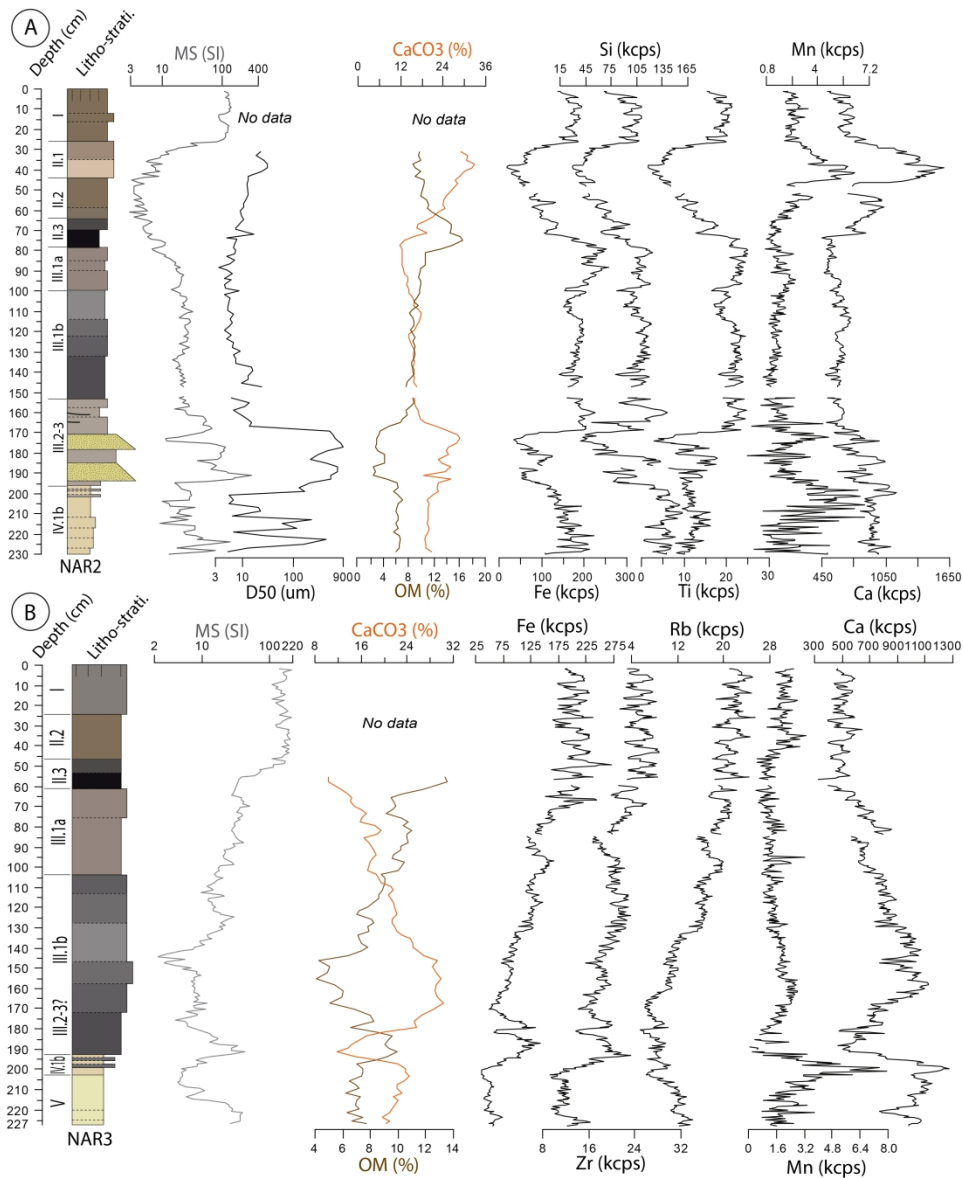 A
Depth (cm)
Litho-strati.
MS (SI)
3 10 100 400
CaCO3 (%)
0 12 24 36
Si (kcps)
15 45 75 105 135 165
Mn (kcps)
0.8 4 7.2
No data
No data
0
10
20
30
40
50
60
70
80
90
100
110
120
130
140
150
160
170
180
190
200
210
220
230
I
II.1
II.2
II.3
III.1a
III.1b
III.2-3
IV.1b
NAR2
3 10 100 9000
D50 (um)
0 4 8 12 16 20
OM (%)
0 100 200 300
Fe (kcps)
10 20 30
Ti (kcps)
450 1050 1650
Ca (kcps)
B
Depth (cm)
Litho-strati.
MS (SI)
2 10 100 220
CaCO3 (%)
8 16 24 32
Fe (kcps)
25 75 125 175 225 275
Rb (kcps)
4 12 20 28
Ca (kcps)
300 500 700 900 1100 1300
No data
0
10
20
30
40
50
60
70
80
90
100
110
120
130
140
150
160
170
180
190
200
210
220
227
I
II.2
II.3
III.1a
III.1b
III.2-3?
IV.1b
V
NAR3
4 6 8 10 12 14
OM (%)
8 16 24 32
Zr (kcps)
0 1.6 3.2 4.8 6.4 8.0
Mn (kcps)